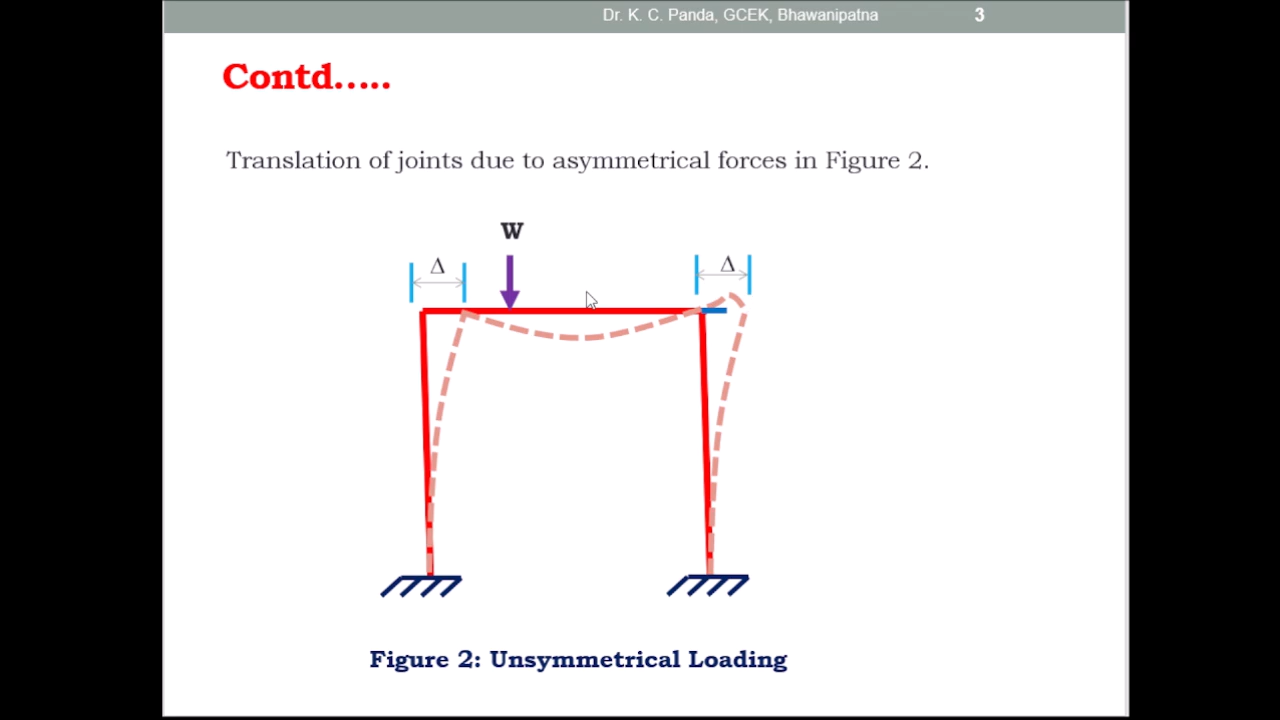 Dr. K. C. Panda, GCEK, Bhawanipatna 3
Contd…..
Translation of joints due to asymmetrical forces in Figure 2.
W
Δ Δ
Figure 2: Unsymmetrical Loading